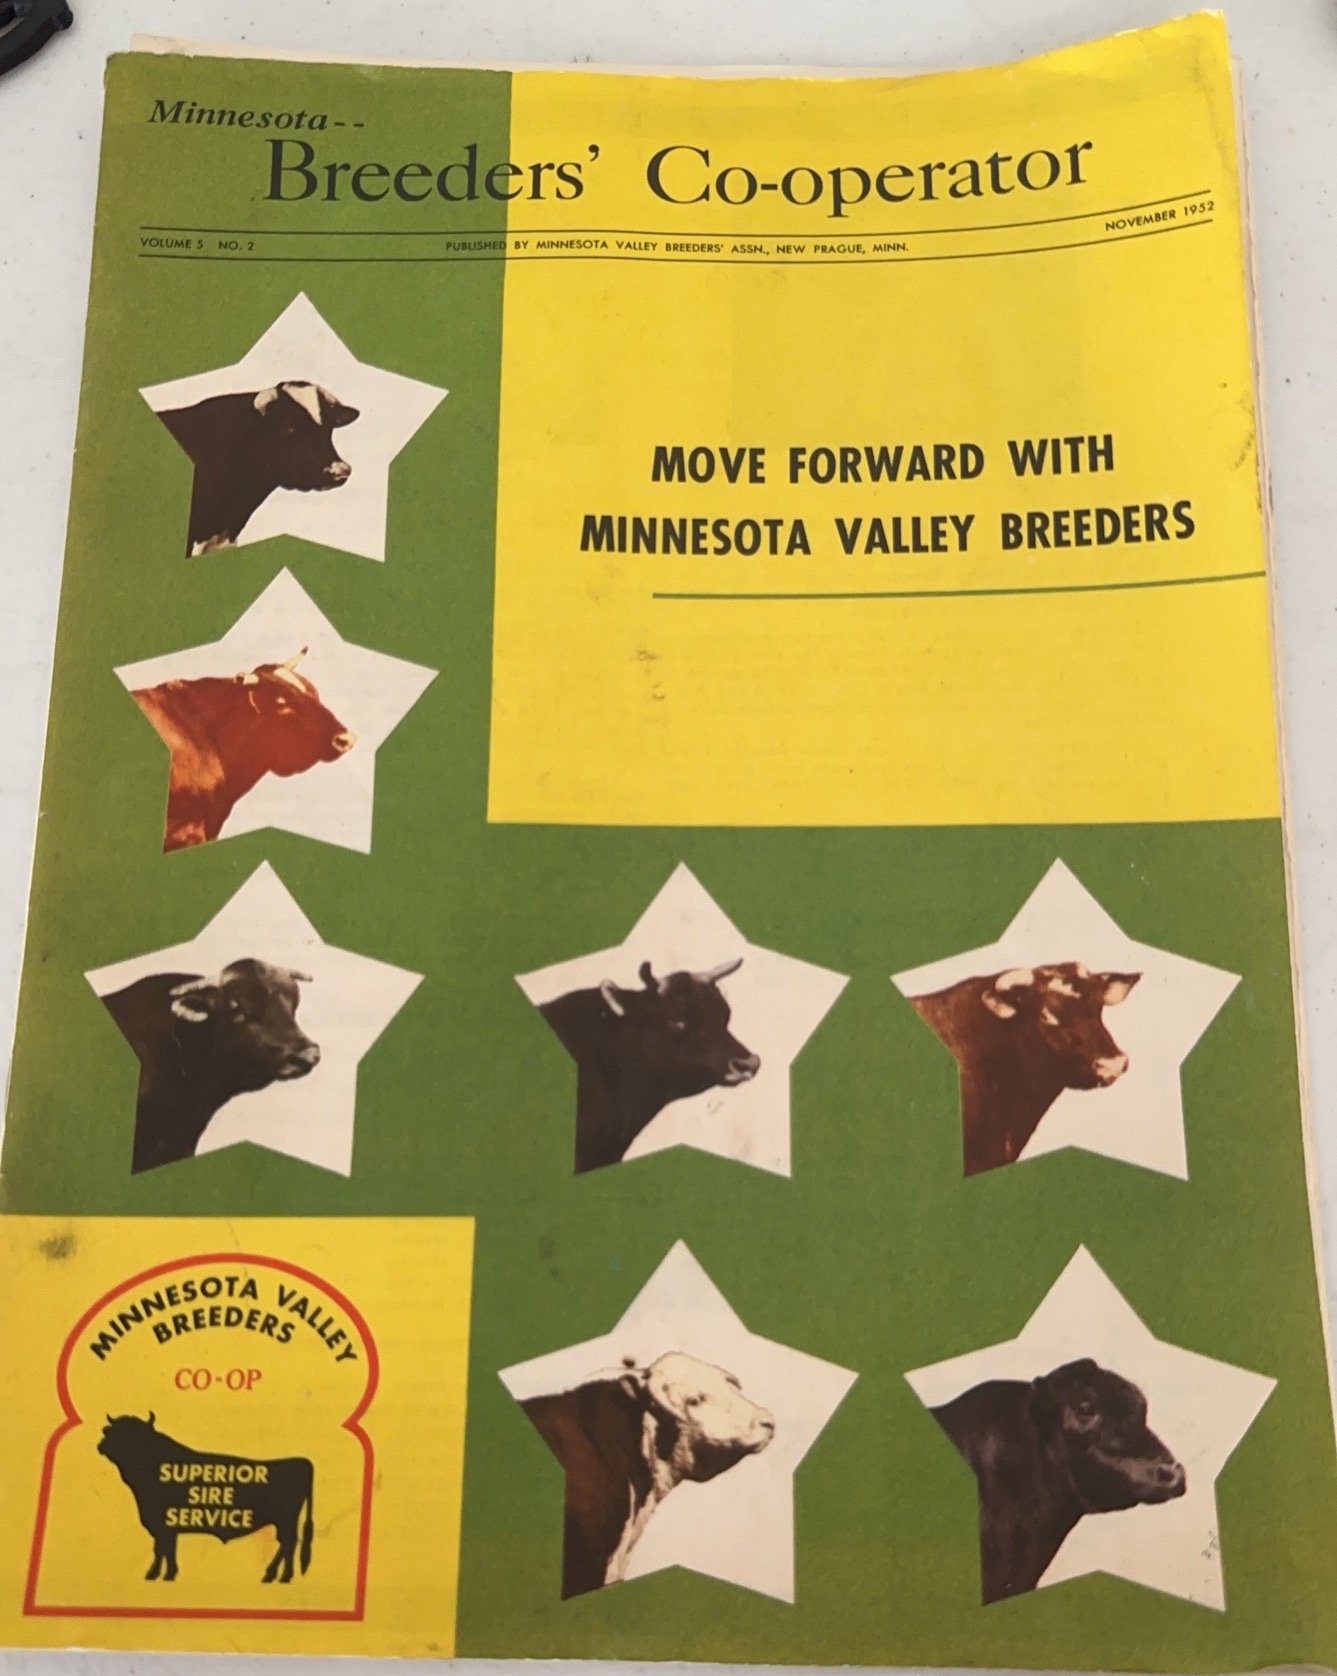 Minnesota--
Breeders' Co-operator
VOLUME 5 NO. 2 PUBLISHED BY MINNESOTA VALLEY BREEDERS' ASSN., NEW PRAGUE, MINN. NOVEMBER 1952
MOVE FORWARD WITH
MINNESOTA VALLEY BREEDERS
MINNESOTA VALLEY
BREEDERS
CO-OP
SUPERIOR
SIRE
SERVICE